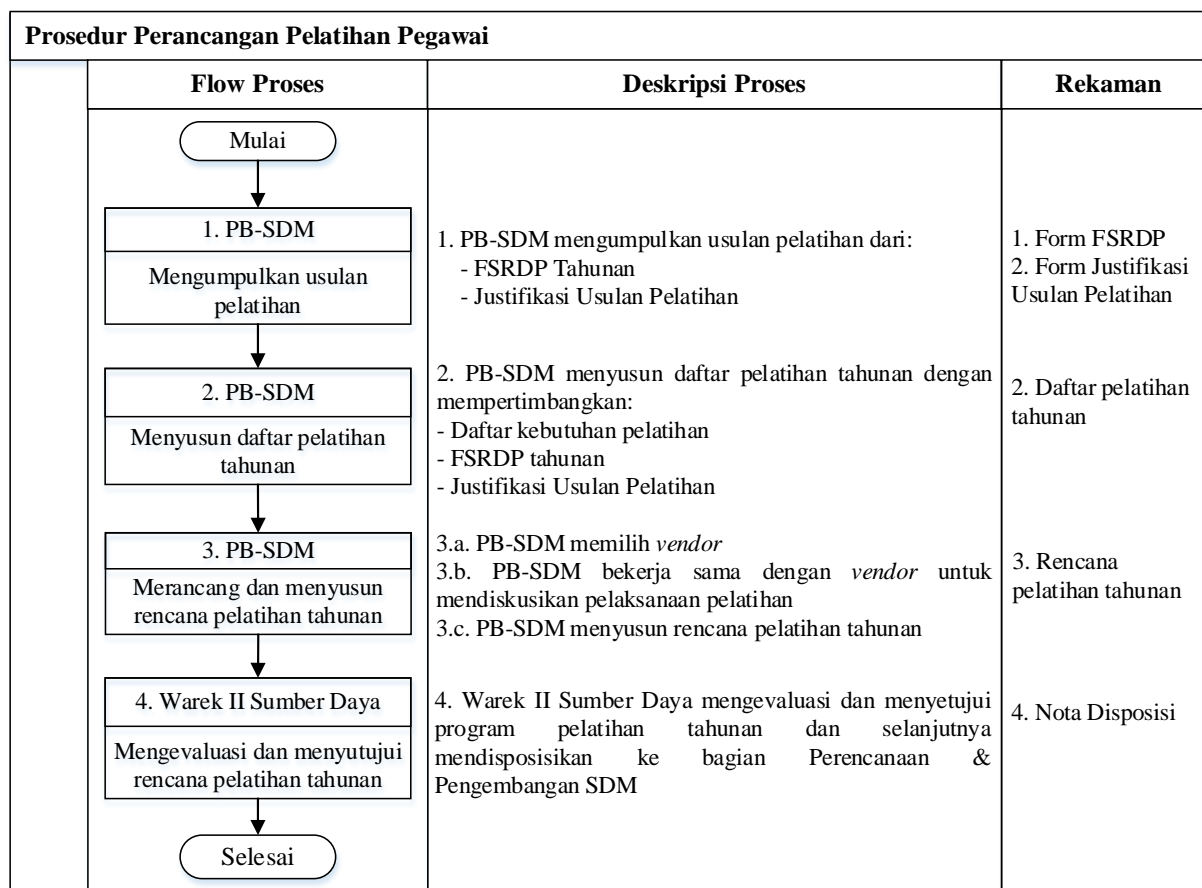 Prosedur Perancangan Pelatihan Pegawai
Flow Proses
Deskripsi Proses
Rekaman
Mulai
1. PB-SDM
Mengumpulkan usulan
pelatihan
1. PB-SDM mengumpulkan usulan pelatihan dari:
- FSRDP Tahunan
- Justifikasi Usulan Pelatihan
1. Form FSRDP
2. Form Justifikasi
Usulan Pelatihan
2. PB-SDM
Menyusun daftar pelatihan
tahunan
2. PB-SDM menyusun daftar pelatihan tahunan dengan
mempertimbangkan:
- Daftar kebutuhan pelatihan
- FSRDP tahunan
- Justifikasi Usulan Pelatihan
2. Daftar pelatihan
tahunan
3. PB-SDM
Merancang dan menyusun
rencana pelatihan tahunan
3.a. PB-SDM memilih vendor
3.b. PB-SDM bekerja sama dengan vendor untuk
mendiskusikan pelaksanaan pelatihan
3.c. PB-SDM menyusun rencana pelatihan tahunan
3. Rencana
pelatihan tahunan
4. Warek II Sumber Daya
Mengevaluasi dan menyutujui
rencana pelatihan tahunan
4. Warek II Sumber Daya mengevaluasi dan menyetujui
program pelatihan tahunan dan selanjutnya
mendisposisikan ke bagian Perencanaan &
Pengembangan SDM
4. Nota Disposisi
Selesai